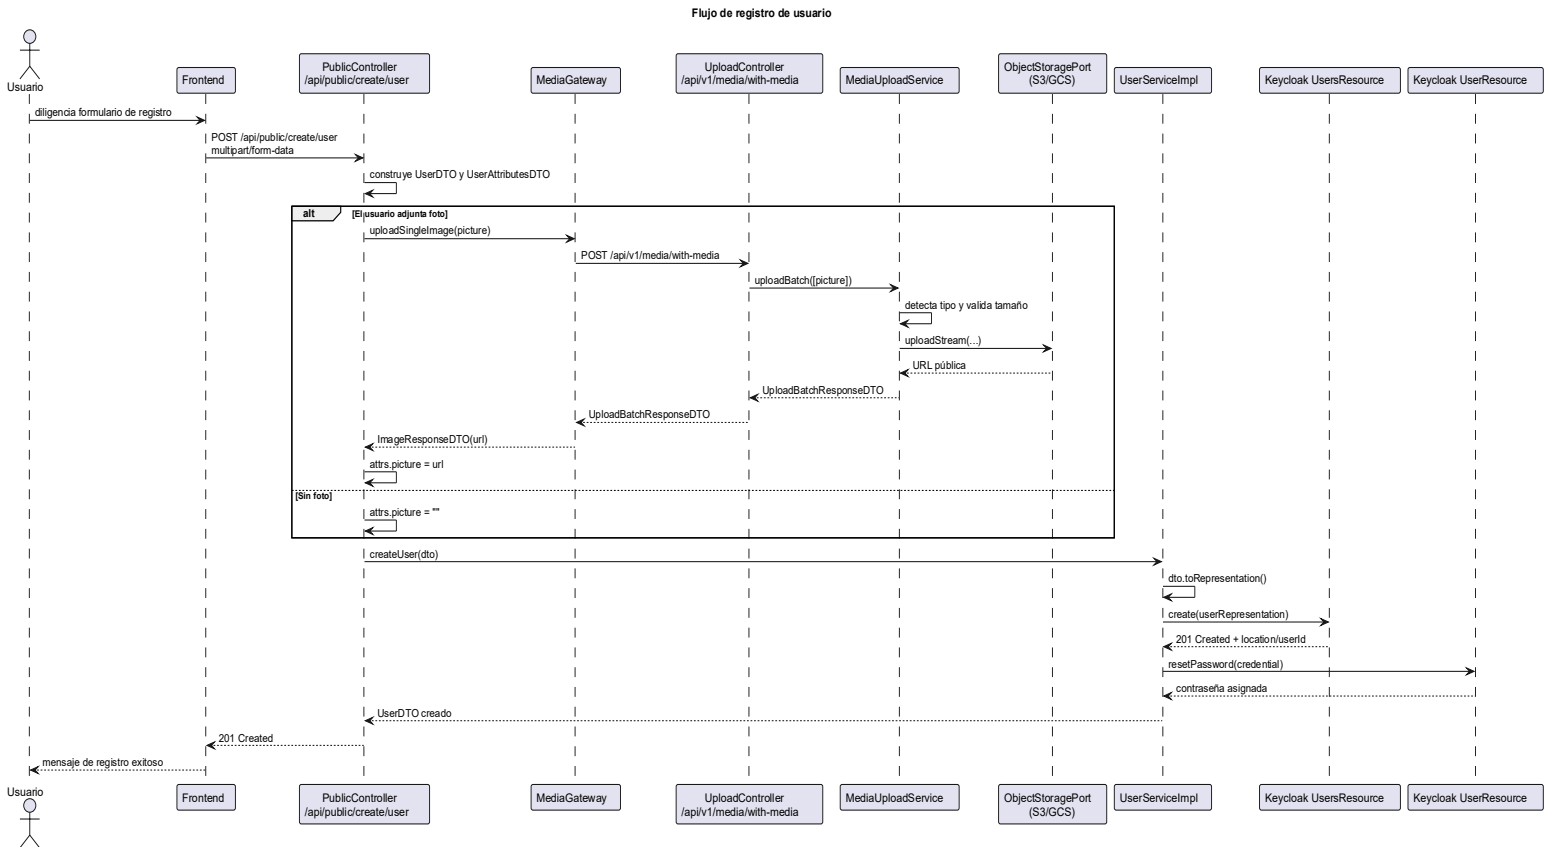 Flujo de registro de usuario
Usuario
Frontend
PublicController
/api/public/create/user
MediaGateway
UploadController
/api/v1/media/with-media
MediaUploadService
ObjectStoragePort
(S3/GCS)
UserServiceImpl
Keycloak UsersResource
Keycloak UserResource
diligencia formulario de registro
POST /api/public/create/user
multipart/form-data
construye UserDTO y UserAttributesDTO
alt
[El usuario adjunta foto]
uploadSingleImage(picture)
POST /api/v1/media/with-media
uploadBatch([picture])
detecta tipo y valida tamaño
uploadStream(...)
URL pública
UploadBatchResponseDTO
UploadBatchResponseDTO
ImageResponseDTO(url)
attrs.picture = url
[Sin foto]
attrs.picture = ""
createUser(dto)
dto.toRepresentation()
create(userRepresentation)
201 Created + location/userId
resetPassword(credential)
contraseña asignada
UserDTO creado
201 Created
mensaje de registro exitoso
Usuario
Frontend
PublicController
/api/public/create/user
MediaGateway
UploadController
/api/v1/media/with-media
MediaUploadService
ObjectStoragePort
(S3/GCS)
UserServiceImpl
Keycloak UsersResource
Keycloak UserResource